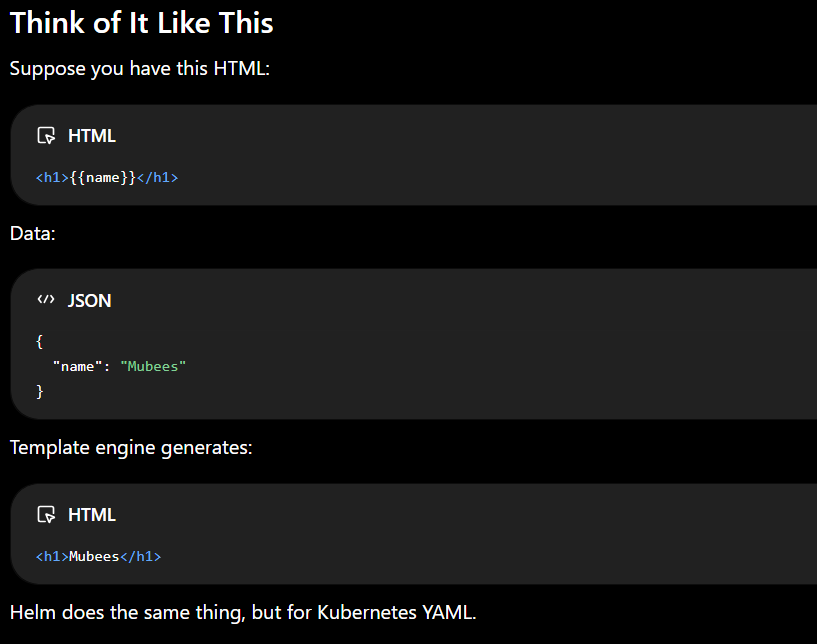 Think of It Like This
Suppose you have this HTML:
HTML
<h1>{{name}}</h1>
Data:
JSON
{
  "name": "Mubees"
}
Template engine generates:
HTML
<h1>Mubees</h1>
Helm does the same thing, but for Kubernetes YAML.